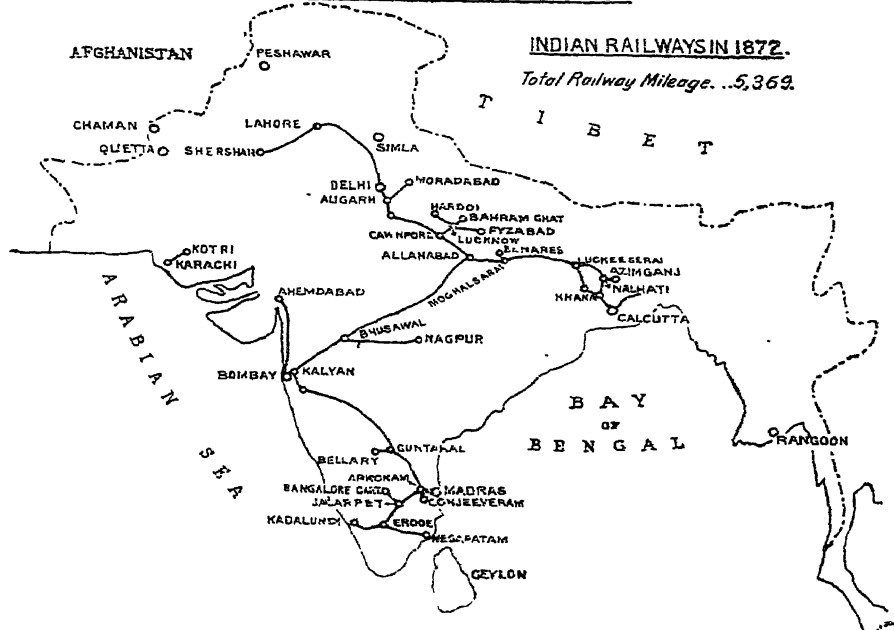 INDIAN RAILWAYS IN 1872.
Total Railway Mileage...5,369.
AFGHANISTAN
PESHAWAR
TIBET
CHAMAN
LAHORE
QUETTA
SHERSHAH
SIMLA
DELHI
MORADABAD
ALIGARH
HARDOI
BAHRAM GHAT
FYZABAD
CAWNPORE
LUCKNOW
BENARES
KOTRI
KARACHI
ALLAHABAD
MOGHALSARAI
LUCKEESERAI
AZIMGANJ
NALHATI
KHANA
CALCUTTA
AHEMDABAD
ARABIAN SEA
BHUSAWAL
NAGPUR
BOMBAY
KALYAN
BAY
OF
BENGAL
RANGOON
GUNTAKAL
BELLARY
ARKONAM
BANGALORE CANTT
MADRAS
JALARPET
CONJEEVERAM
KADALUNDI
ERODE
NEGAPATAM
CEYLON